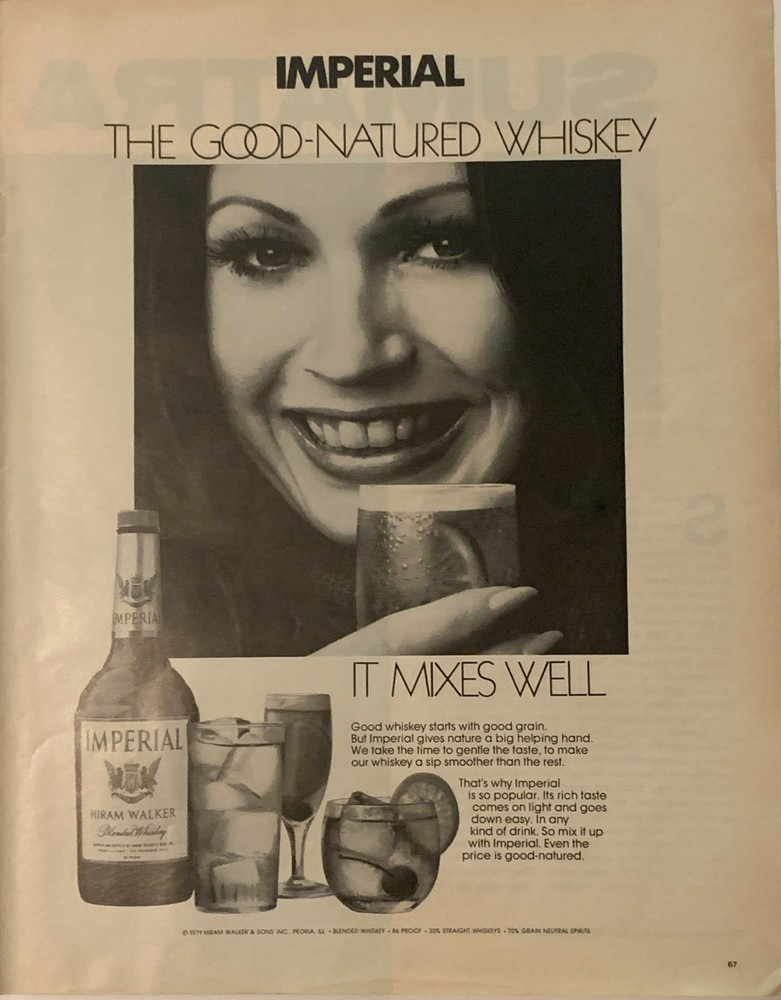 IMPERIAL
THE GOOD-NATURED WHISKEY
IMPERIAL
IT MIXES WELL
IMPERIAL
HIRAM WALKER
Blended Whiskey
Good whiskey starts with good grain.
But Imperial gives nature a big helping hand.
We take the time to gentle the taste, to make
our whiskey a sip smoother than the rest.
That's why Imperial
is so popular. Its rich taste
comes on light and goes
down easy. In any
kind of drink. So mix it up
with Imperial. Even the
price is good-natured.
HIRAM WALKER & SONS INC., PEORIA, ILL • BLENDED WHISKEY • 86 PROOF • 30% STRAIGHT WHISKEYS • 70% GRAIN NEUTRAL SPIRITS
67